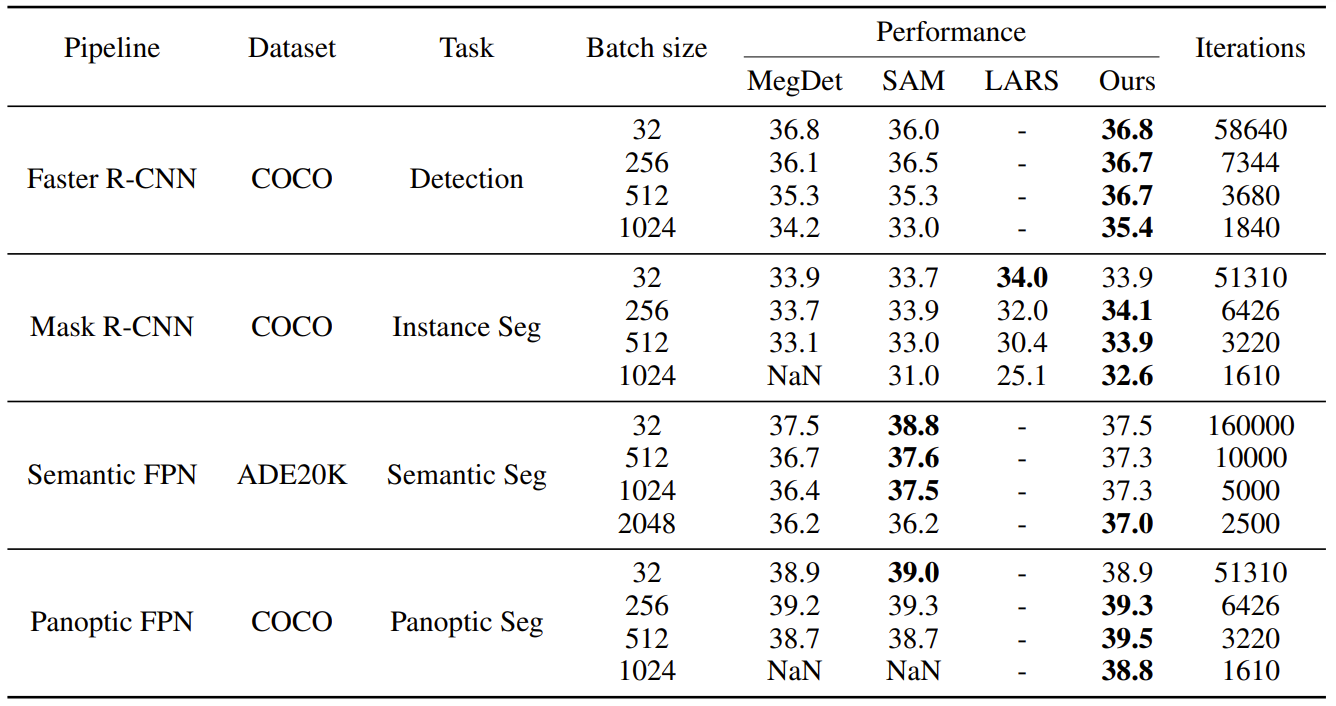 Pipeline Dataset Task Batch size Performance Iterations
MegDet SAM LARS Ours
Faster R-CNN COCO Detection
32 36.8 36.0 - 36.8 58640
256 36.1 36.5 - 36.7 7344
512 35.3 35.3 - 36.7 3680
1024 34.2 33.0 - 35.4 1840
Mask R-CNN COCO Instance Seg
32 33.9 33.7 34.0 33.9 51310
256 33.7 33.9 32.0 34.1 6426
512 33.1 33.0 30.4 33.9 3220
1024 NaN 31.0 25.1 32.6 1610
Semantic FPN ADE20K Semantic Seg
32 37.5 38.8 - 37.5 160000
512 36.7 37.6 - 37.3 10000
1024 36.4 37.5 - 37.3 5000
2048 36.2 36.2 - 37.0 2500
Panoptic FPN COCO Panoptic Seg
32 38.9 39.0 - 38.9 51310
256 39.2 39.3 - 39.3 6426
512 38.7 38.7 - 39.5 3220
1024 NaN NaN - 38.8 1610